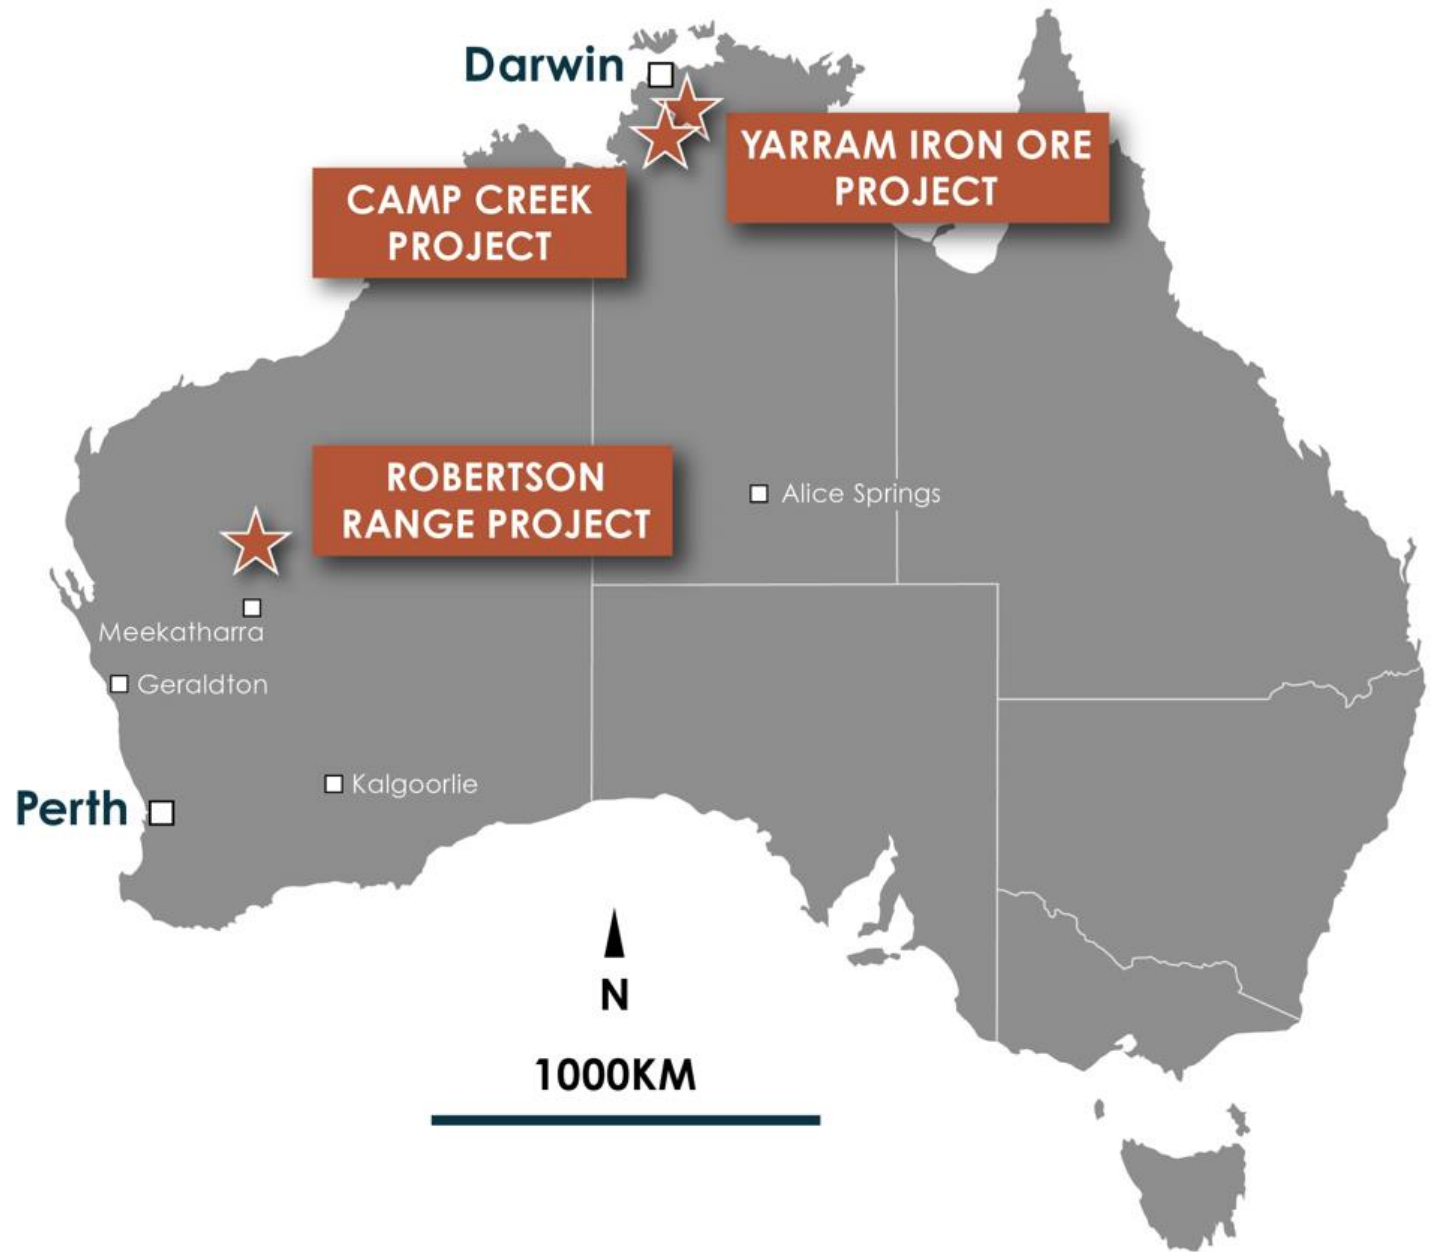 Darwin
YARRAM IRON ORE
PROJECT
CAMP CREEK
PROJECT
ROBERTSON
RANGE PROJECT
Alice Springs
Meekatharra
Geraldton
Kalgoorlie
Perth
N
1000KM